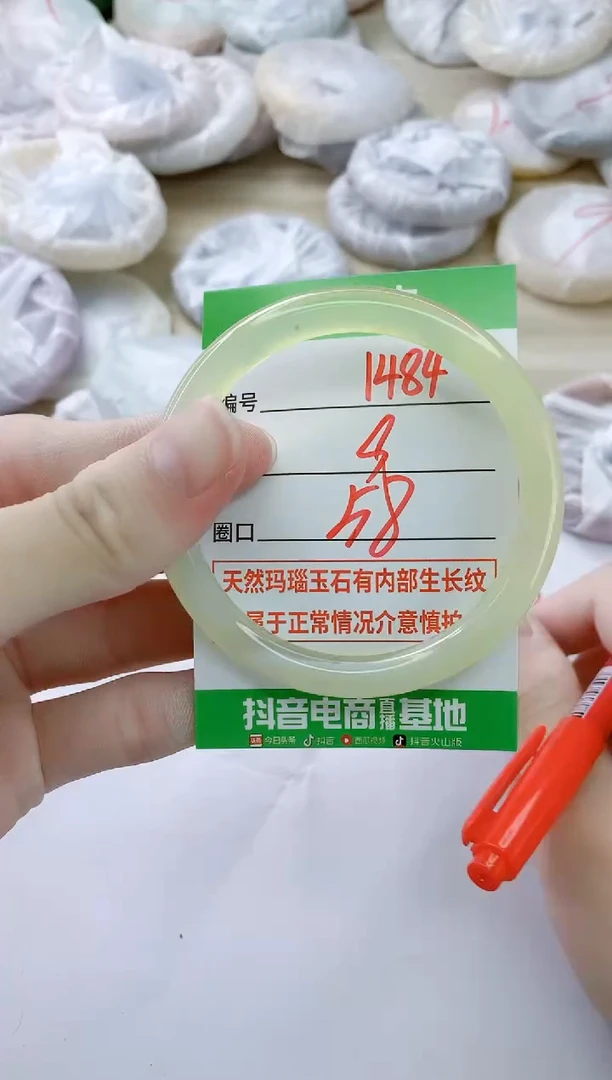 编号 1484
圈口 58
天然玛瑙玉石有内部生长纹
属于正常情况介意慎拍
抖音电商直播基地
今日头条 抖音 西瓜视频 抖音火山版